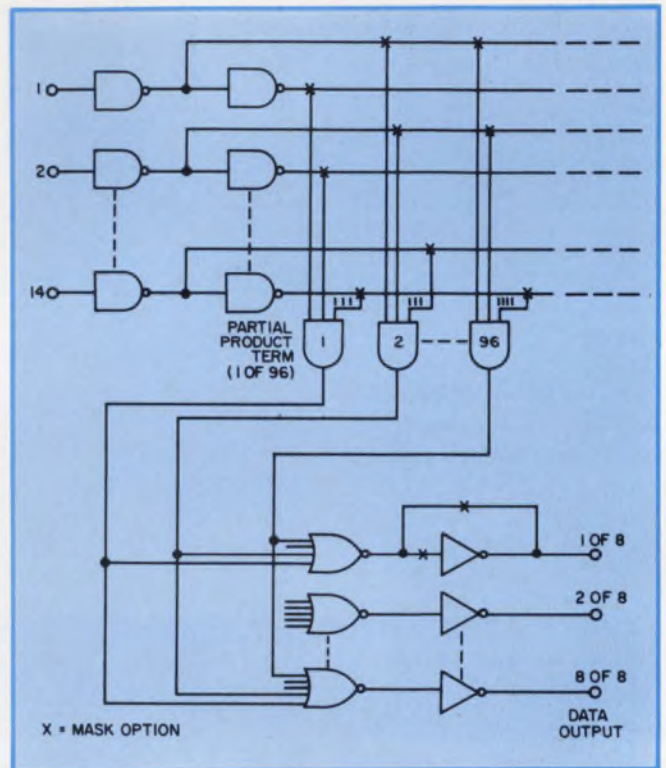 1
2
14
PARTIAL
PRODUCT
TERM
(1 OF 96)
1
2
96
1 OF 8
2 OF 8
8 OF 8
DATA
OUTPUT
X = MASK OPTION